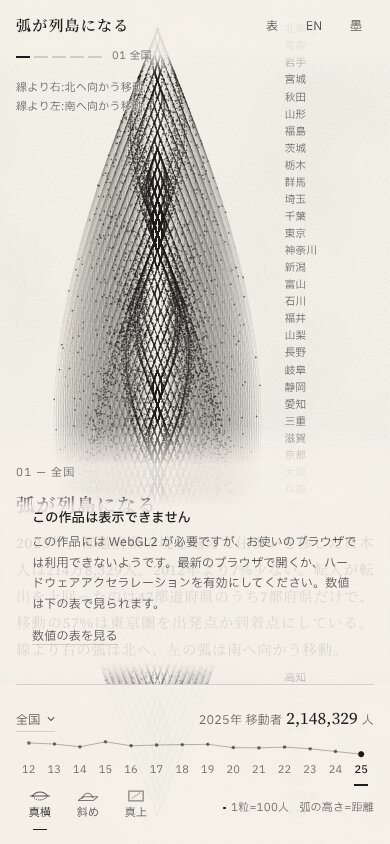 弧が列島になる
表 EN 墨
北海
青森
01 全国
岩手
宮城
線より右:北へ向かう移動
秋田
線より左:南へ向かう移動
山形
福島
茨城
栃木
群馬
埼玉
千葉
東京
神奈川
新潟
富山
石川
福井
山梨
長野
岐阜
静岡
愛知
三重
滋賀
京都
大阪
兵庫
01 — 全国
弧が列島になる
この作品は表示できません
この作品には WebGL2 が必要ですが、お使いのブラウザで
は利用できないようです。最新のブラウザで開くか、ハー
ドウェアアクセラレーションを有効にしてください。数値
は下の表で見られます。
移動の57%は東京圏を出発点か到着点にしている。
数値の表を見る
線より右の弧は北へ、左の弧は南へ向かう移動。
高知
全国
2025年 移動者 2,148,329 人
12 13 14 15 16 17 18 19 20 21 22 23 24 25
真横 斜め 真上
1粒=100人 弧の高さ=距離